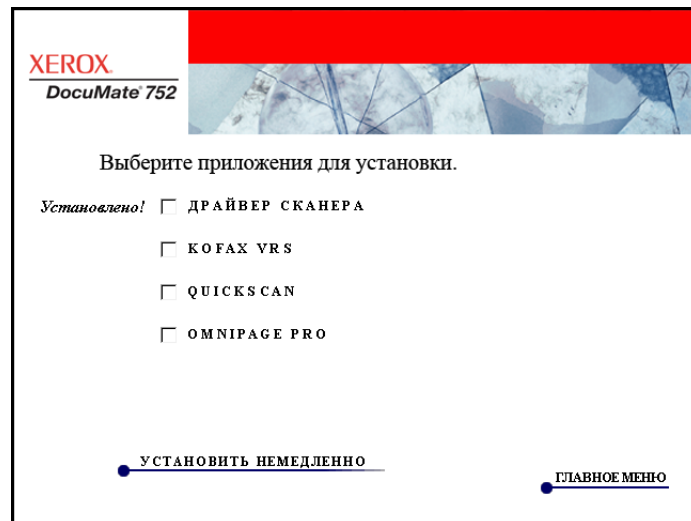 XEROX.
DocuMate® 752
Выберите приложения для установки.
Установлено! ДРАЙВЕР СКАНЕРА
KOFAX VRS
QUICKSCAN
OMNIPAGE PRO
УСТАНОВИТЬ НЕМЕДЛЕННО
ГЛАВНОЕ МЕНЮ